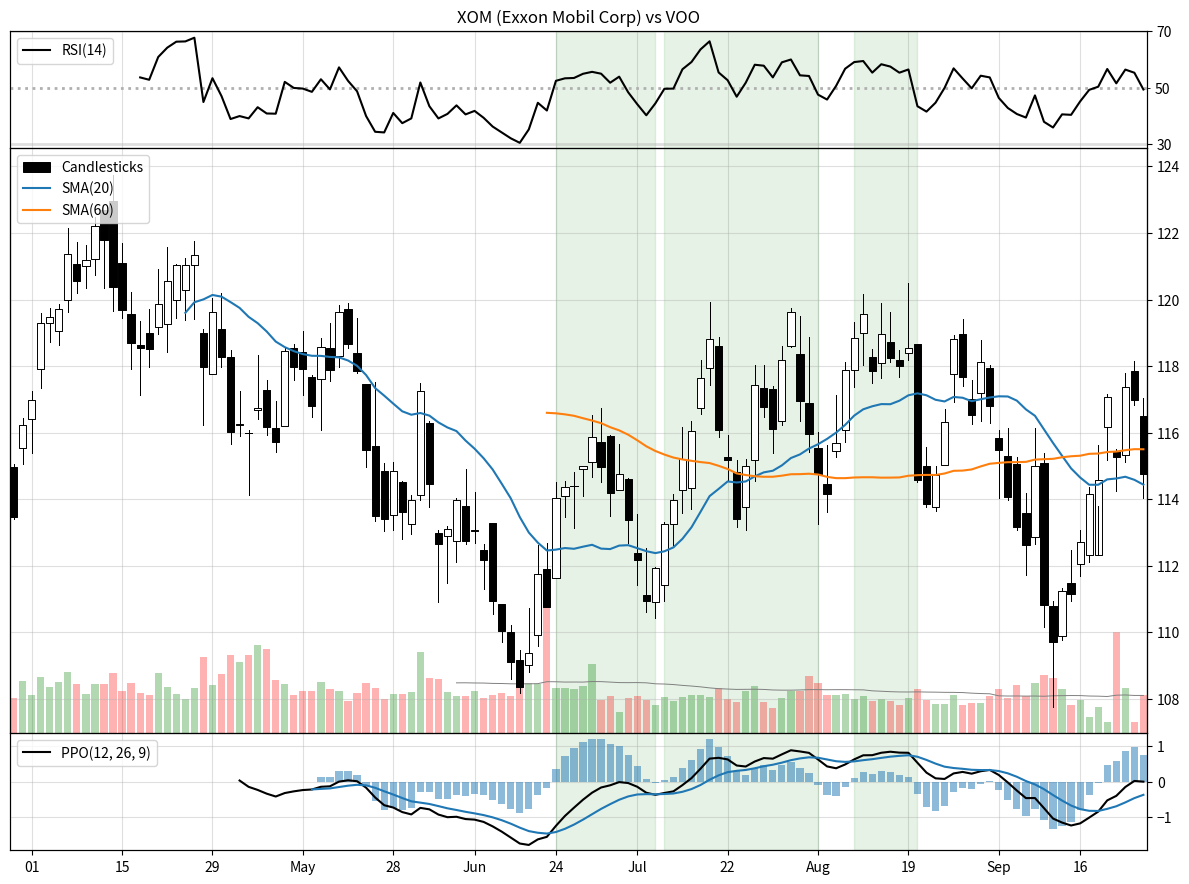 XOM (Exxon Mobil Corp) vs VOO
RSI(14)
70
50
30
Candlesticks
SMA(20)
SMA(60)
124
122
120
118
116
114
112
110
108
PPO(12, 26, 9)
1
0
−1
01 15 29 May 28 Jun 24 Jul 22 Aug 19 Sep 16